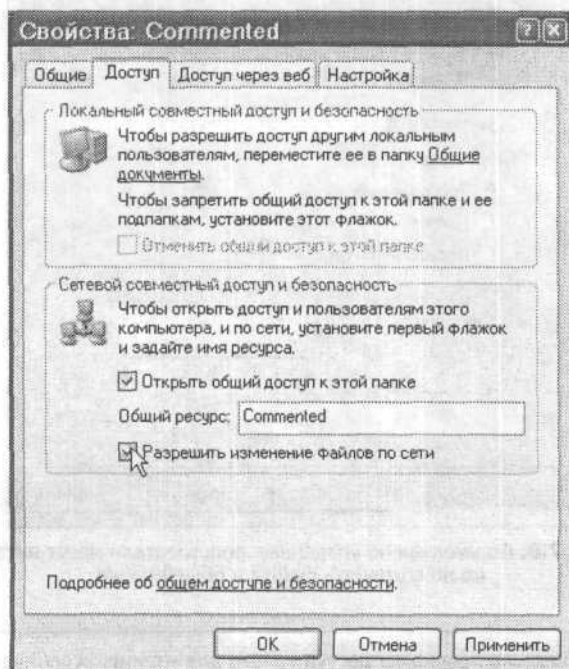 Свойства: Commented
Общие Доступ Доступ через веб Настройка
Локальный совместный доступ и безопасность
Чтобы разрешить доступ другим локальным
пользователям, переместите ее в папку Общие
документы.
Чтобы запретить общий доступ к этой папке и ее
подпапкам, установите этот флажок.
Отменить общий доступ к этой папке
Сетевой совместный доступ и безопасность
Чтобы открыть доступ и пользователям этого
компьютера, и по сети, установите первый флажок
и задайте имя ресурса.
Открыть общий доступ к этой папке
Общий ресурс: Commented
Разрешить изменение файлов по сети
Подробнее об общем доступе и безопасности.
ОК Отмена Применить